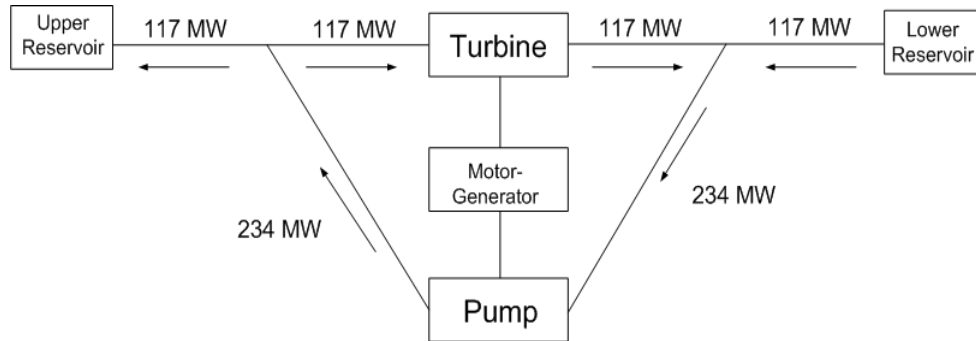 Upper
Reservoir
117 MW
117 MW
Turbine
117 MW
117 MW
Lower
Reservoir
Motor-
Generator
234 MW
234 MW
Pump